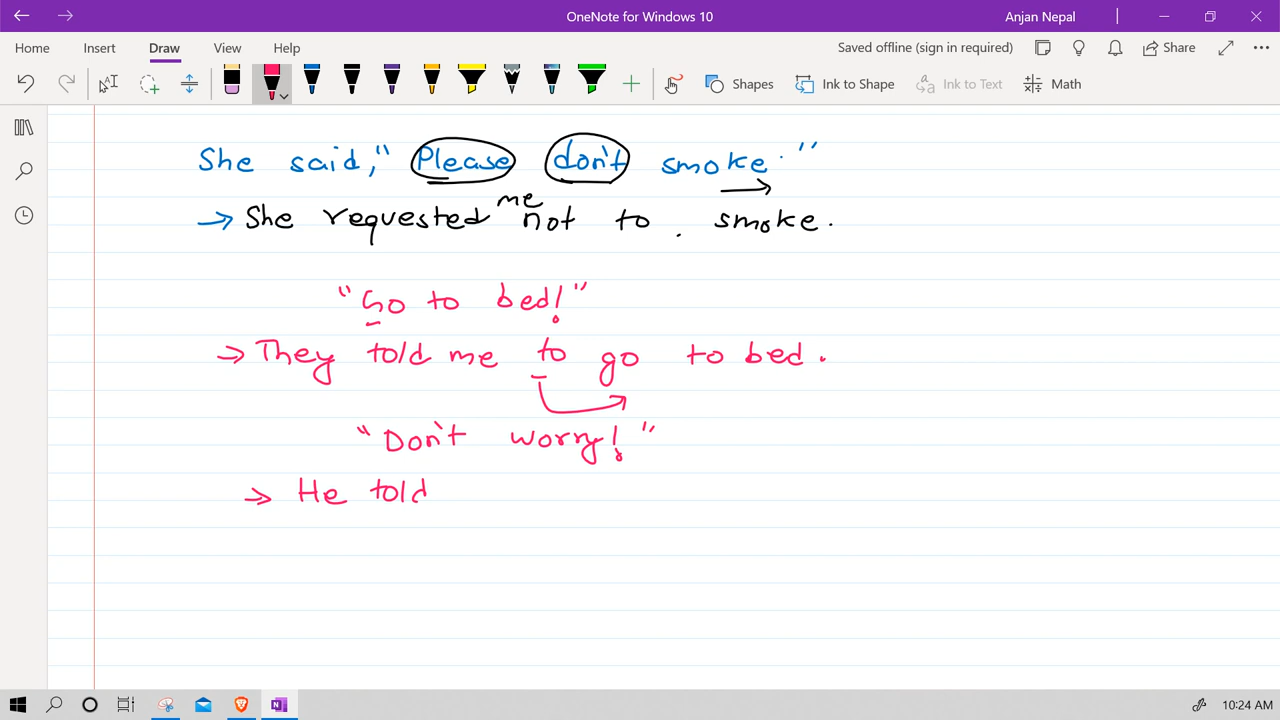 OneNote for Windows 10
Anjan Nepal
Home Insert Draw View Help
Saved offline (sign in required)
Share
Shapes
Ink to Shape
Ink to Text
Math
She said," Please don't smoke."
→ She requested me not to . smoke.
"Go to bed!"
→ They told me to go to bed.
"Don't worry!"
→ He told
10:24 AM